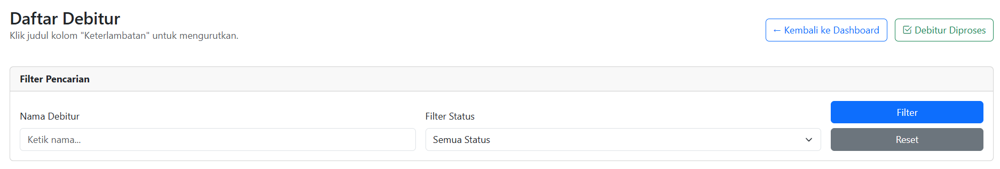 Daftar Debitur
Klik judul kolom "Keterlambatan" untuk mengurutkan.
← Kembali ke Dashboard
Debitur Diproses
Filter Pencarian
Nama Debitur
Ketik nama...
Filter Status
Semua Status
Filter
Reset